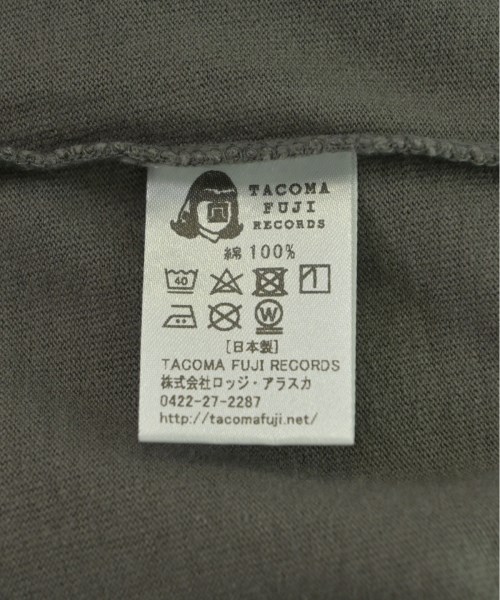 TACOMA
FUJI
RECORDS
綿 100%
40
W
[日本製]
TACOMA FUJI RECORDS
株式会社ロッジ・アラスカ
0422-27-2287
http://tacomafuji.net/